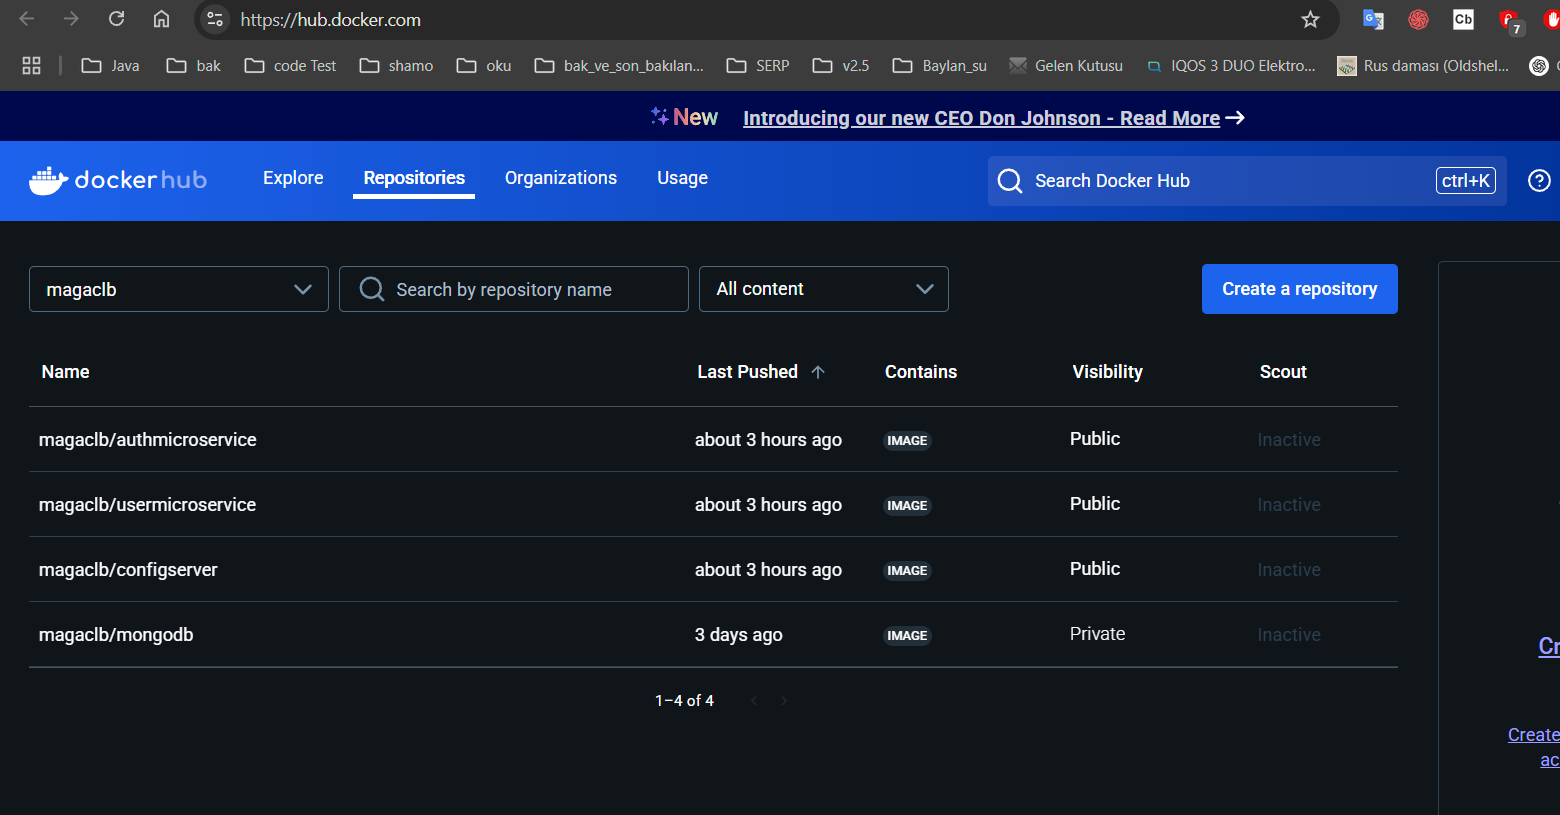 https://hub.docker.com
Cb
7
Java bak code Test shamo oku bak_ve_son_bakılan... SERP v2.5 Baylan_su Gelen Kutusu IQOS 3 DUO Elektro... Rus daması (Oldshel...
New Introducing our new CEO Don Johnson - Read More
docker hub Explore Repositories Organizations Usage Search Docker Hub ctrl+K
magaclb Search by repository name All content Create a repository
Name Last Pushed Contains Visibility Scout
magaclb/authmicroservice about 3 hours ago IMAGE Public Inactive
magaclb/usermicroservice about 3 hours ago IMAGE Public Inactive
magaclb/configserver about 3 hours ago IMAGE Public Inactive
magaclb/mongodb 3 days ago IMAGE Private Inactive
Cr
1–4 of 4
Create
ac